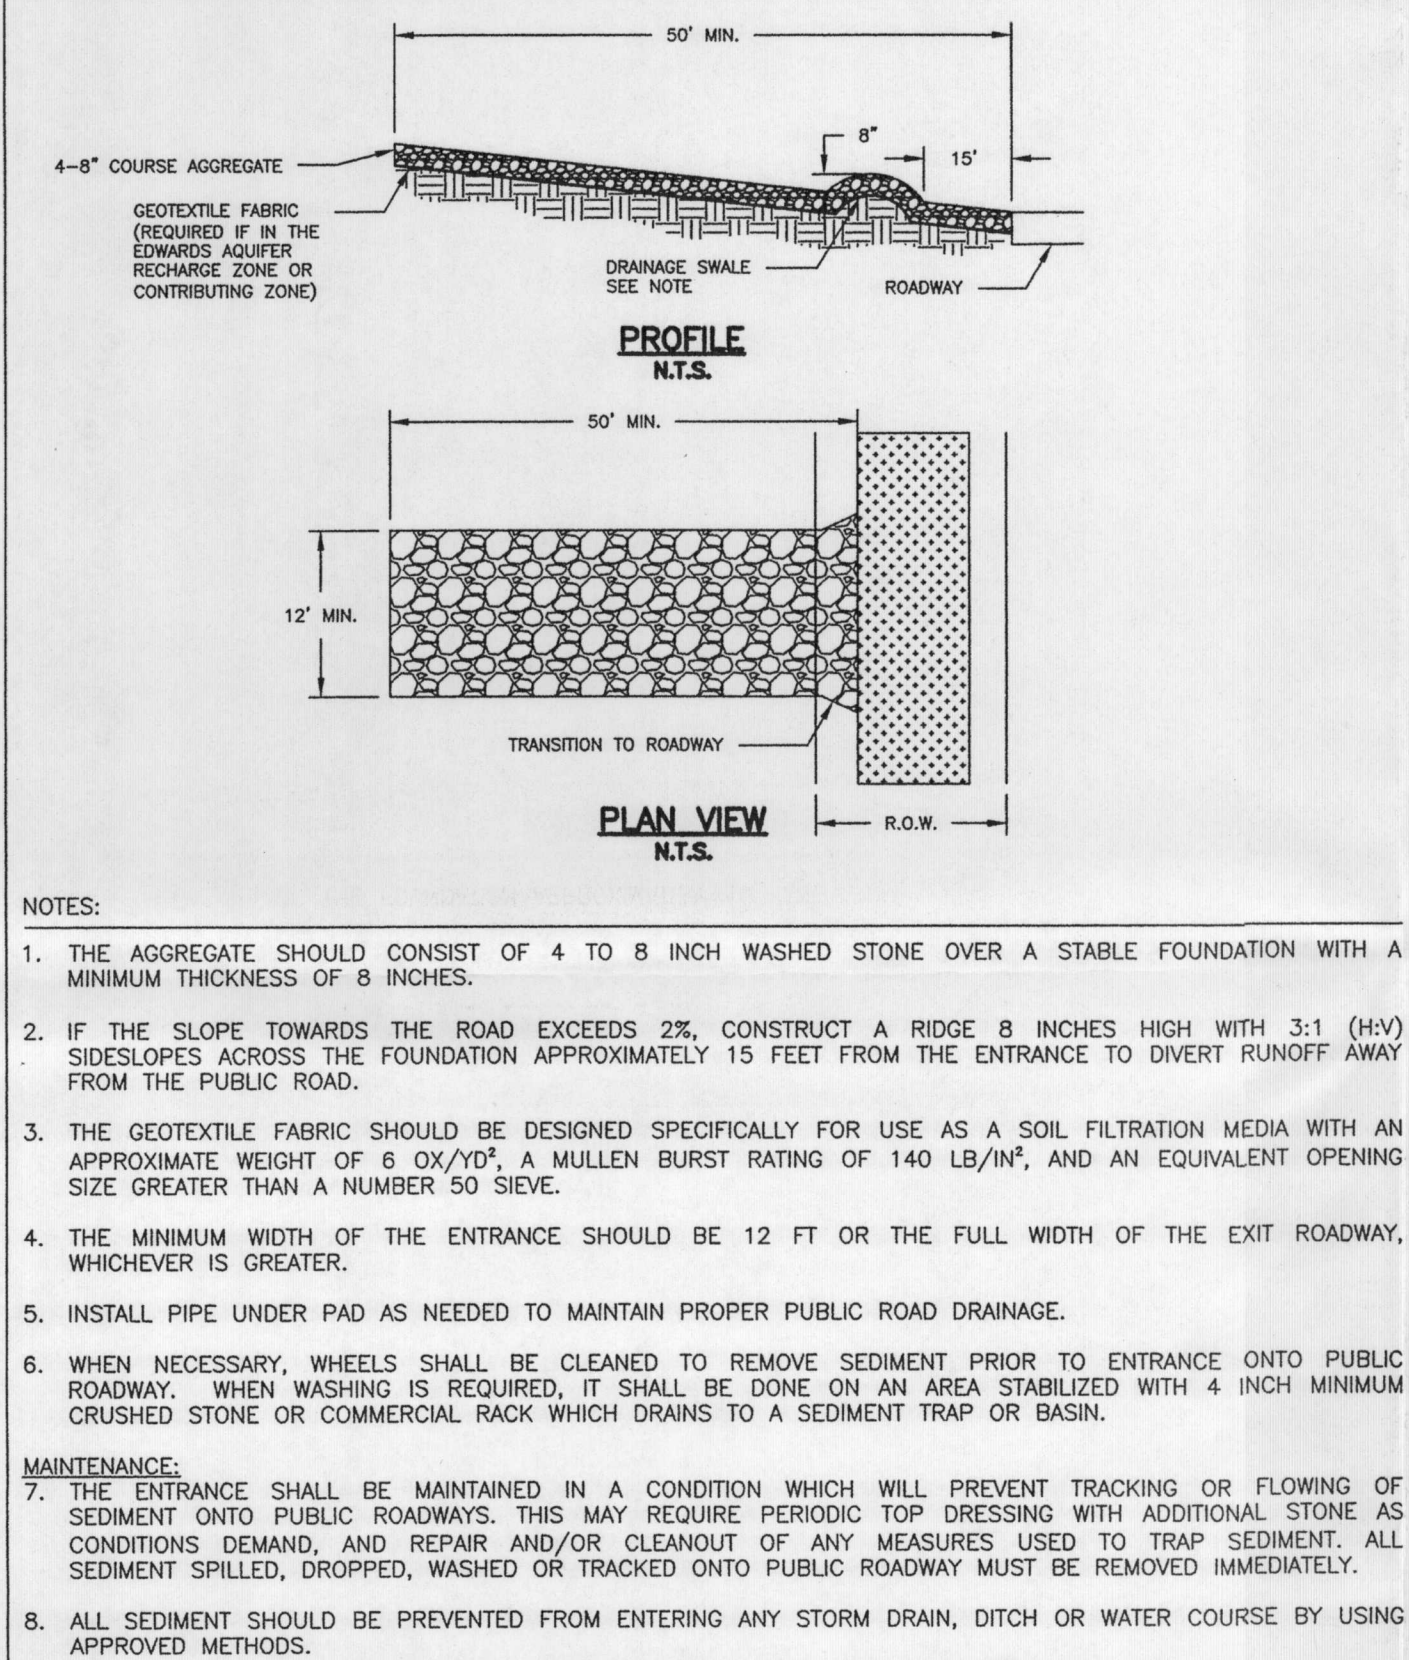 50' MIN.
8"
15'
4-8" COURSE AGGREGATE
GEOTEXTILE FABRIC
(REQUIRED IF IN THE
EDWARDS AQUIFER
RECHARGE ZONE OR
CONTRIBUTING ZONE)
DRAINAGE SWALE
SEE NOTE
ROADWAY
PROFILE
N.T.S.
50' MIN.
12' MIN.
TRANSITION TO ROADWAY
PLAN VIEW
N.T.S.
R.O.W.
NOTES:
1. THE AGGREGATE SHOULD CONSIST OF 4 TO 8 INCH WASHED STONE OVER A STABLE FOUNDATION WITH A
MINIMUM THICKNESS OF 8 INCHES.
2. IF THE SLOPE TOWARDS THE ROAD EXCEEDS 2%, CONSTRUCT A RIDGE 8 INCHES HIGH WITH 3:1 (H:V)
SIDESLOPES ACROSS THE FOUNDATION APPROXIMATELY 15 FEET FROM THE ENTRANCE TO DIVERT RUNOFF AWAY
FROM THE PUBLIC ROAD.
3. THE GEOTEXTILE FABRIC SHOULD BE DESIGNED SPECIFICALLY FOR USE AS A SOIL FILTRATION MEDIA WITH AN
APPROXIMATE WEIGHT OF 6 OX/YD², A MULLEN BURST RATING OF 140 LB/IN², AND AN EQUIVALENT OPENING
SIZE GREATER THAN A NUMBER 50 SIEVE.
4. THE MINIMUM WIDTH OF THE ENTRANCE SHOULD BE 12 FT OR THE FULL WIDTH OF THE EXIT ROADWAY,
WHICHEVER IS GREATER.
5. INSTALL PIPE UNDER PAD AS NEEDED TO MAINTAIN PROPER PUBLIC ROAD DRAINAGE.
6. WHEN NECESSARY, WHEELS SHALL BE CLEANED TO REMOVE SEDIMENT PRIOR TO ENTRANCE ONTO PUBLIC
ROADWAY. WHEN WASHING IS REQUIRED, IT SHALL BE DONE ON AN AREA STABILIZED WITH 4 INCH MINIMUM
CRUSHED STONE OR COMMERCIAL RACK WHICH DRAINS TO A SEDIMENT TRAP OR BASIN.
MAINTENANCE:
7. THE ENTRANCE SHALL BE MAINTAINED IN A CONDITION WHICH WILL PREVENT TRACKING OR FLOWING OF
SEDIMENT ONTO PUBLIC ROADWAYS. THIS MAY REQUIRE PERIODIC TOP DRESSING WITH ADDITIONAL STONE AS
CONDITIONS DEMAND, AND REPAIR AND/OR CLEANOUT OF ANY MEASURES USED TO TRAP SEDIMENT. ALL
SEDIMENT SPILLED, DROPPED, WASHED OR TRACKED ONTO PUBLIC ROADWAY MUST BE REMOVED IMMEDIATELY.
8. ALL SEDIMENT SHOULD BE PREVENTED FROM ENTERING ANY STORM DRAIN, DITCH OR WATER COURSE BY USING
APPROVED METHODS.